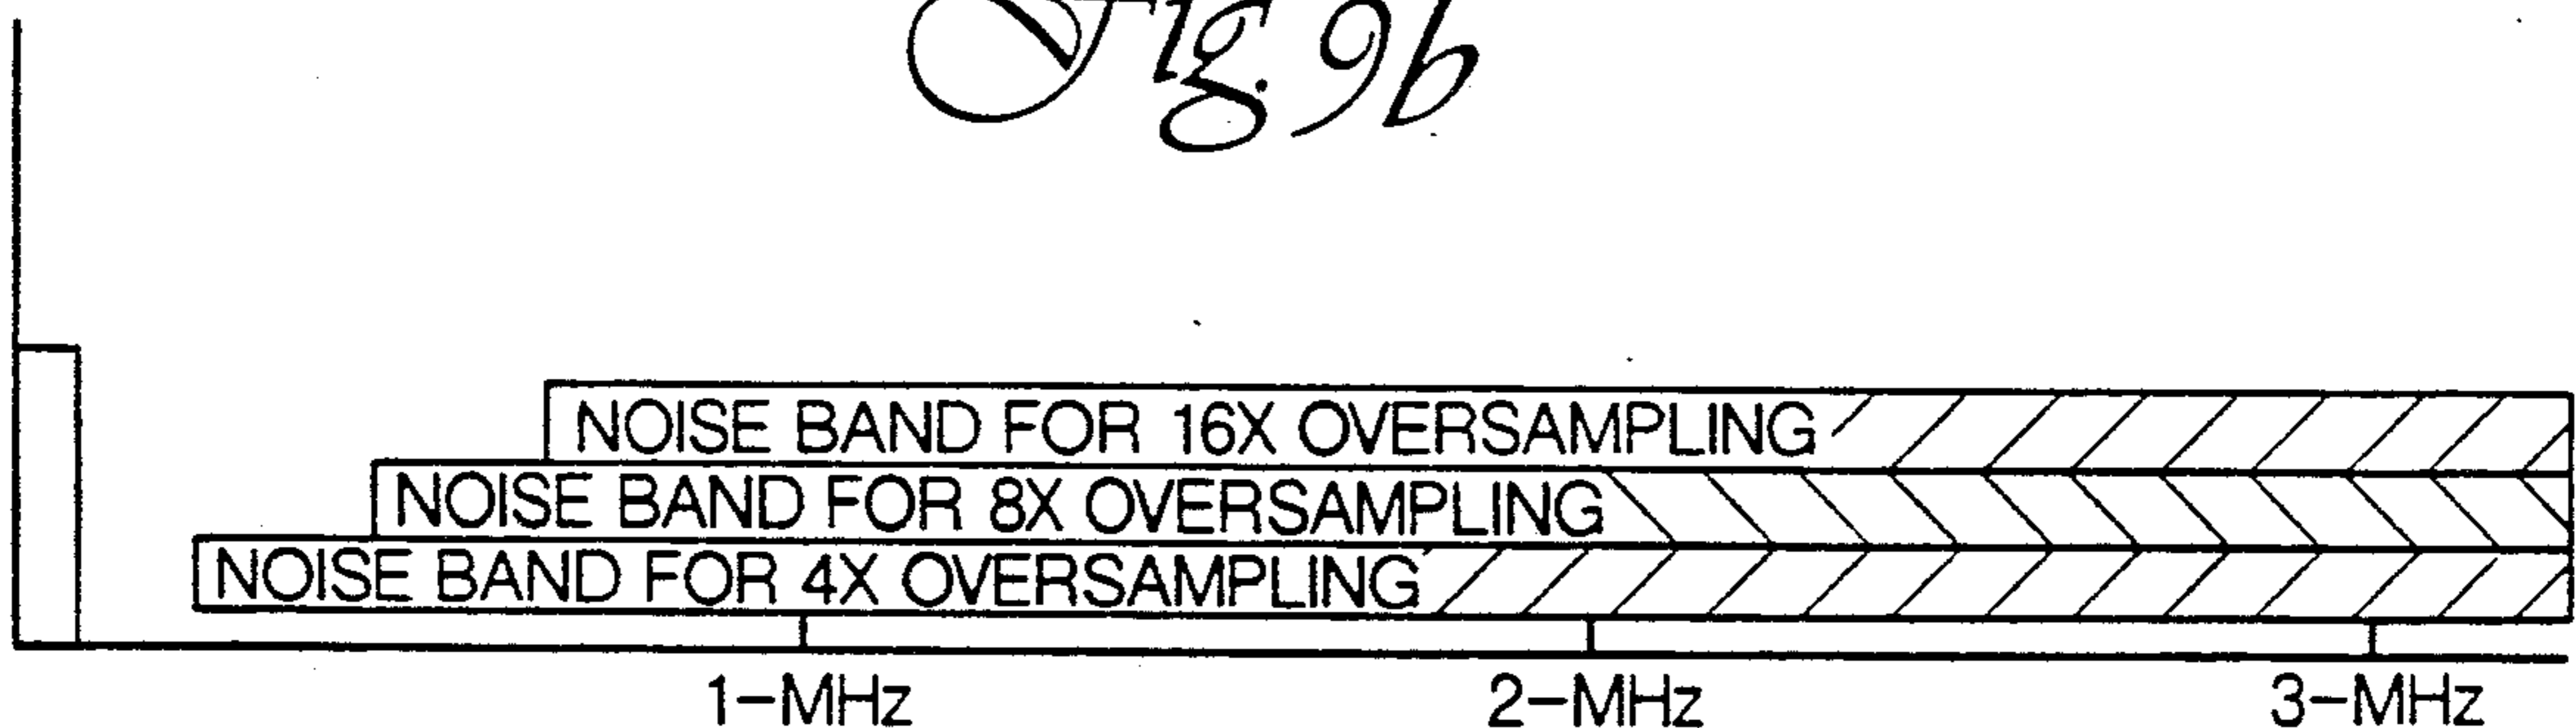 Fig. 9b
NOISE BAND FOR 16X OVERSAMPLING
NOISE BAND FOR 8X OVERSAMPLING
NOISE BAND FOR 4X OVERSAMPLING
1-MHz 2-MHz 3-MHz